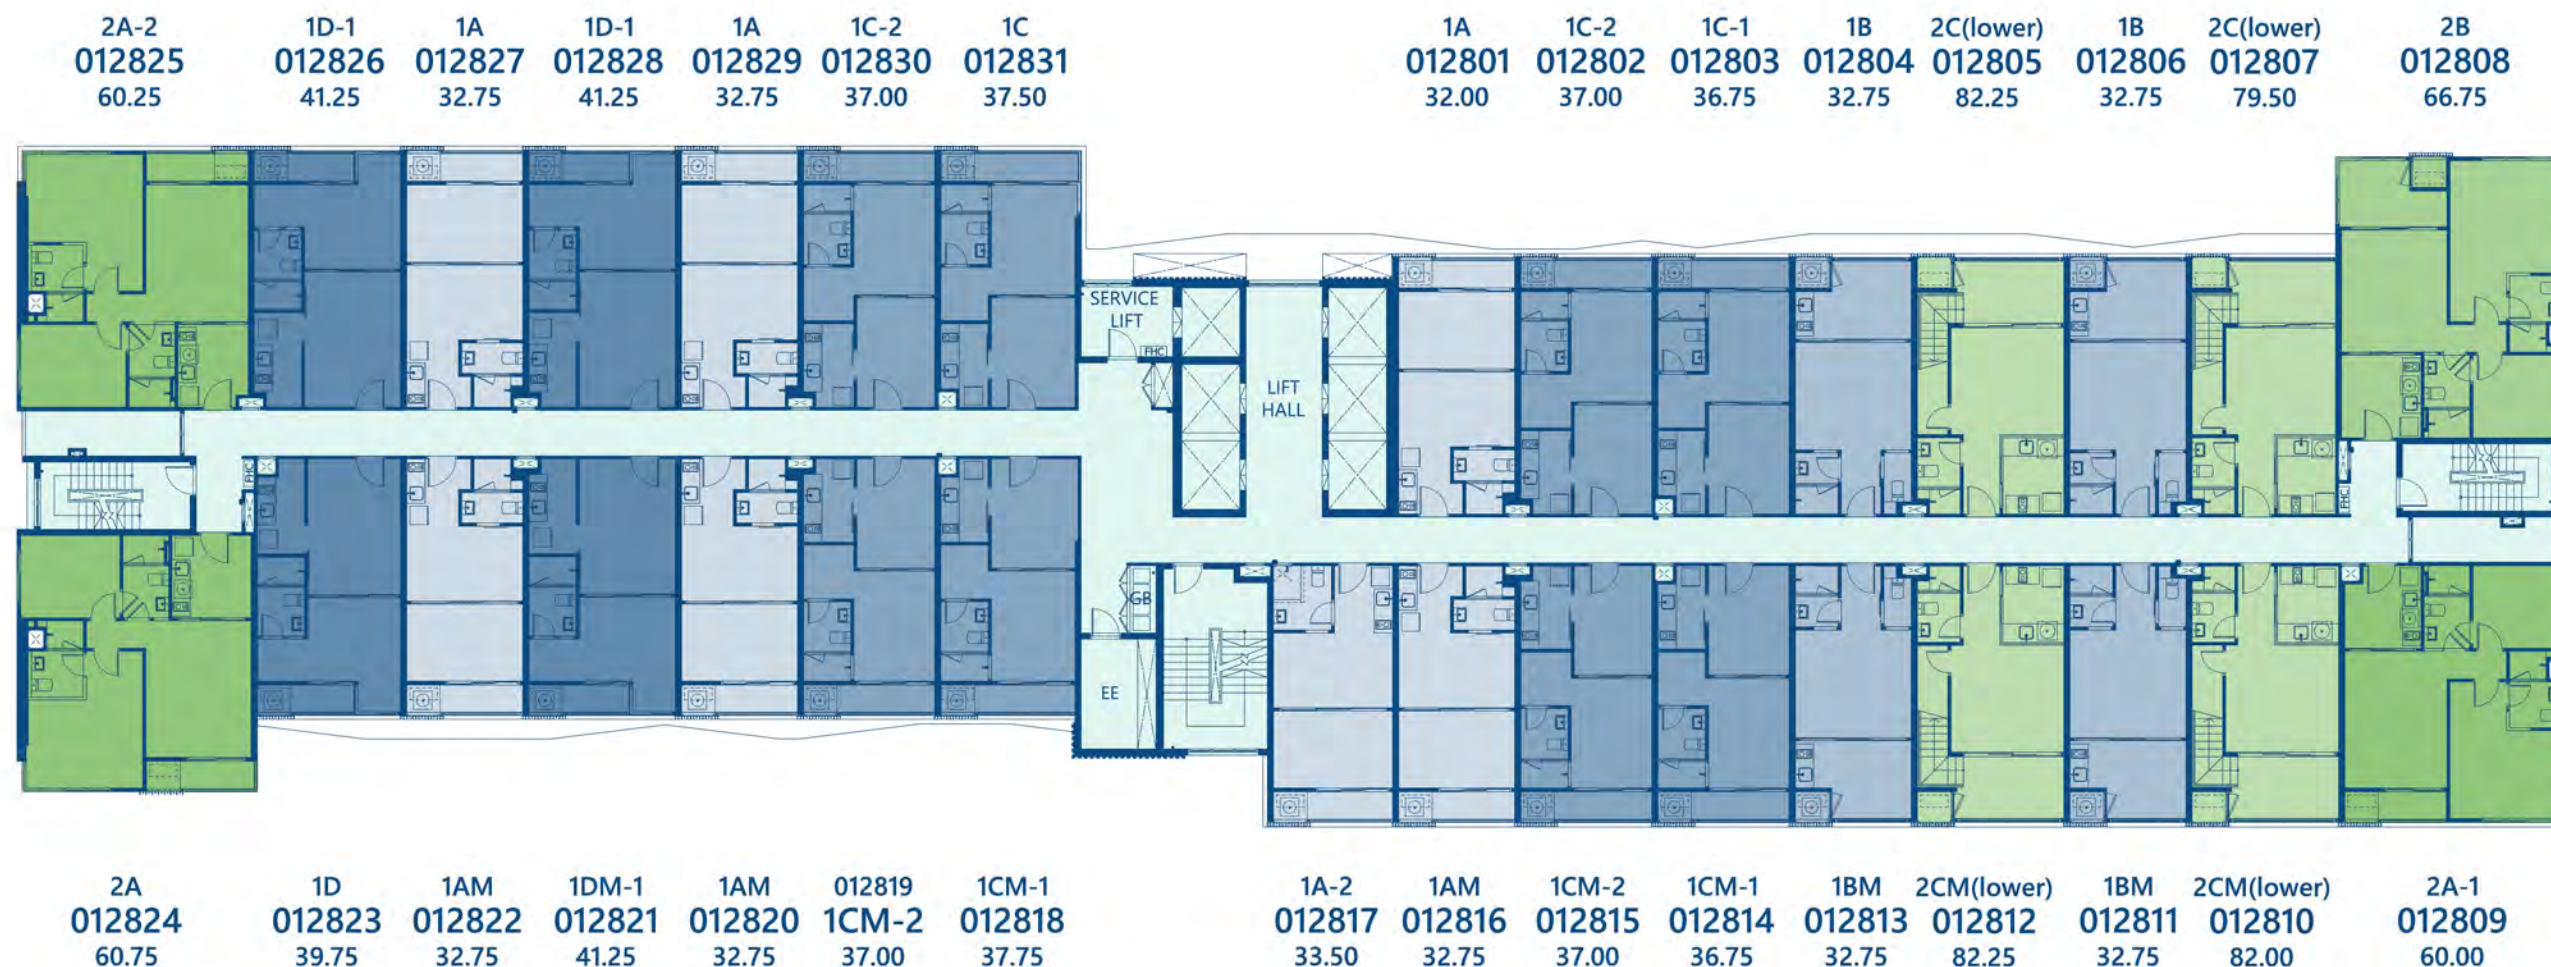 2A-2
012825
60.25
1D-1
012826
41.25
1A
012827
32.75
1D-1
012828
41.25
1A
012829
32.75
1C-2
012830
37.00
1C
012831
37.50
1A
012801
32.00
1C-2
012802
37.00
1C-1
012803
36.75
1B
012804
32.75
2C(lower)
012805
82.25
1B
012806
32.75
2C(lower)
012807
79.50
2B
012808
66.75
SERVICE
LIFT
FHC
LIFT
HALL
FHC
FHC
GB
EE
2A
012824
60.75
1D
012823
39.75
1AM
012822
32.75
1DM-1
012821
41.25
1AM
012820
32.75
012819
1CM-2
37.00
1CM-1
012818
37.75
1A-2
012817
33.50
1AM
012816
32.75
1CM-2
012815
37.00
1CM-1
012814
36.75
1BM
012813
32.75
2CM(lower)
012812
82.25
1BM
012811
32.75
2CM(lower)
012810
82.00
2A-1
012809
60.00